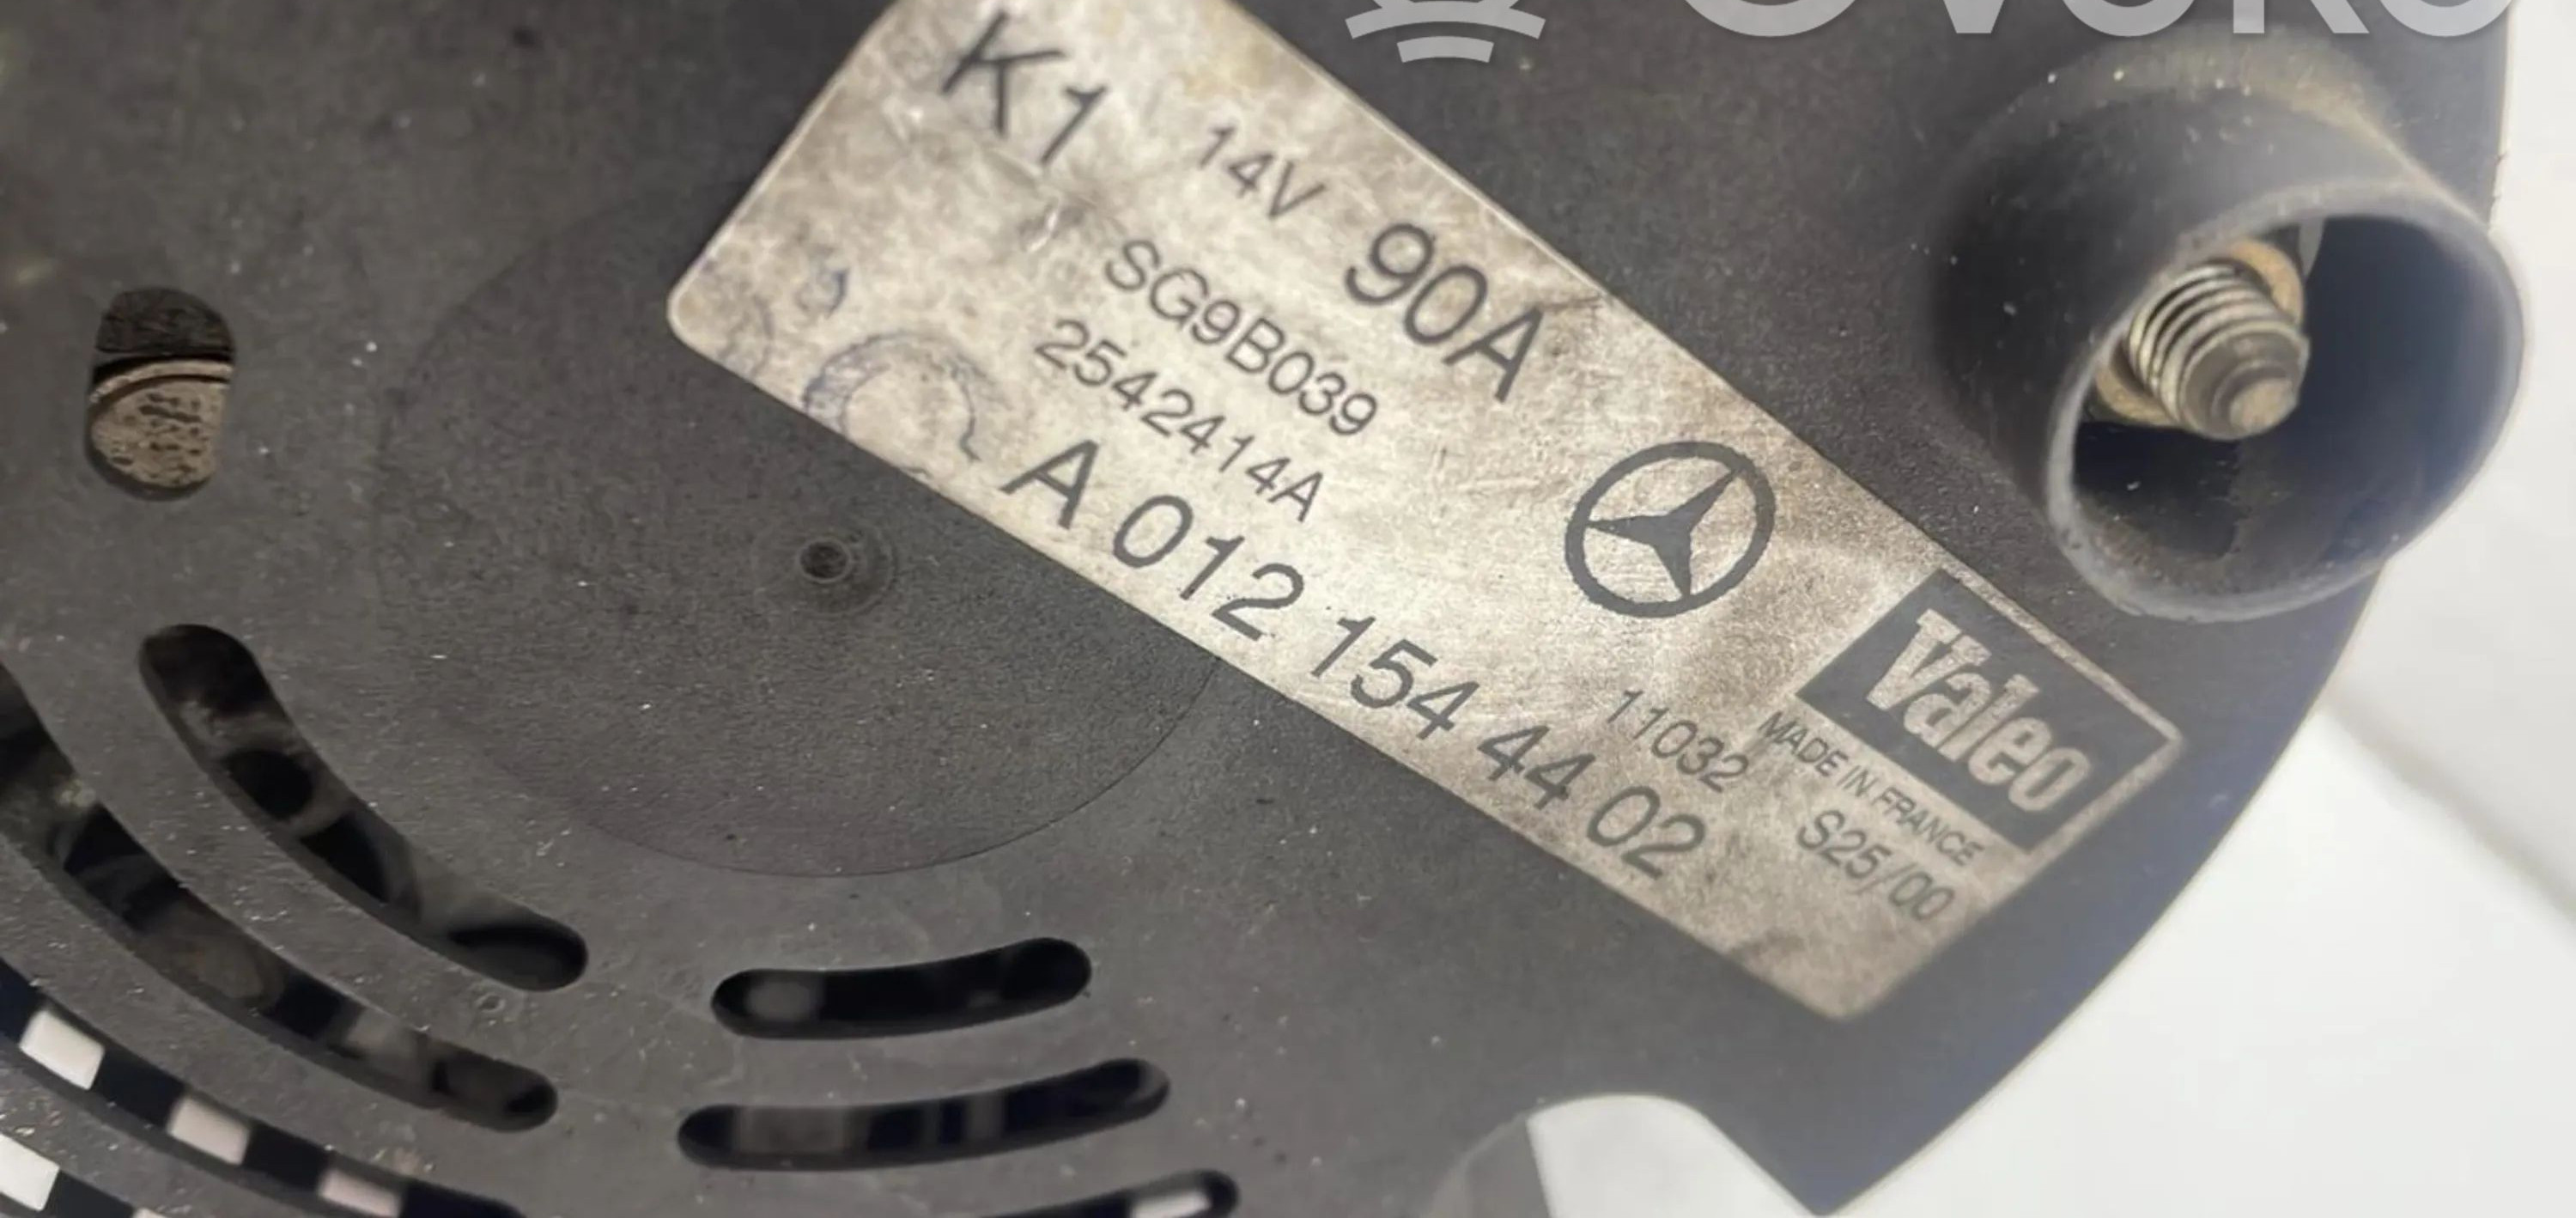 K1
14V 90A
SG9B039
2542414A
A 012 154 44 02
11032
Valeo
MADE IN FRANCE
S25/00